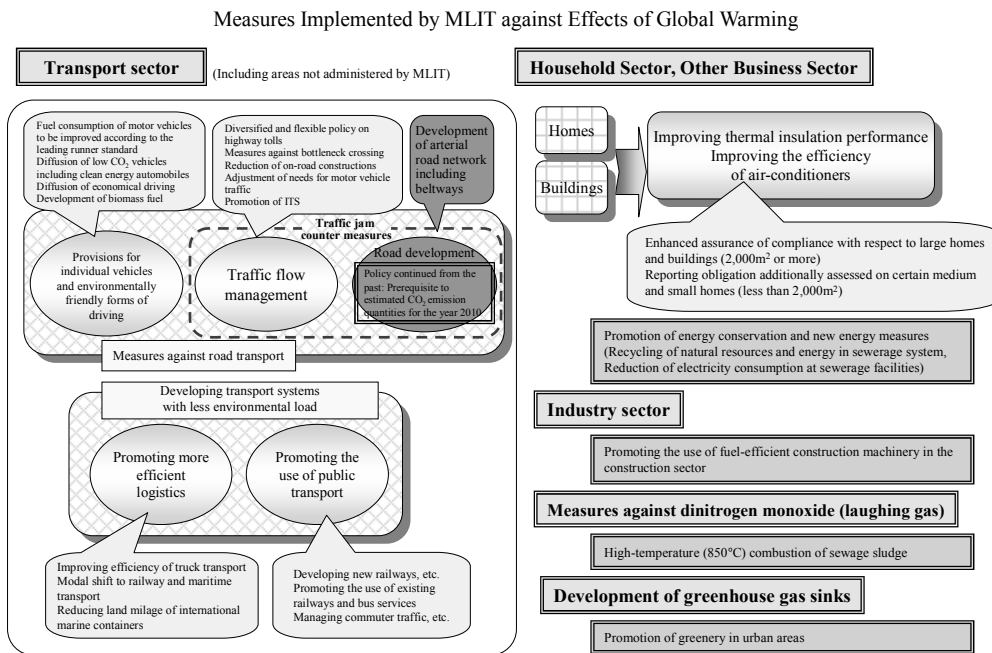 Measures Implemented by MLIT against Effects of Global Warming
Transport sector
(Including areas not administered by MLIT)
Fuel consumption of motor vehicles
to be improved according to the
leading runner standard
Diffusion of low CO₂ vehicles
including clean energy automobiles
Diffusion of economical driving
Development of biomass fuel
Diversified and flexible policy on
highway tolls
Measures against bottleneck crossing
Reduction of on-road constructions
Adjustment of needs for motor vehicle
traffic
Promotion of ITS
Development
of arterial
road network
including
beltways
Traffic jam
counter measures
Provisions for
individual vehicles
and environmentally
friendly forms of
driving
Traffic flow
management
Road development
Policy continued from the
past: Prerequisite to
estimated CO₂ emission
quantities for the year 2010
Measures against road transport
Developing transport systems
with less environmental load
Promoting more
efficient
logistics
Promoting the
use of public
transport
Improving efficiency of truck transport
Modal shift to railway and maritime
transport
Reducing land milage of international
marine containers
Developing new railways, etc.
Promoting the use of existing
railways and bus services
Managing commuter traffic, etc.
Household Sector, Other Business Sector
Homes
Buildings
Improving thermal insulation performance
Improving the efficiency
of air-conditioners
Enhanced assurance of compliance with respect to large homes
and buildings (2,000m² or more)
Reporting obligation additionally assessed on certain medium
and small homes (less than 2,000m²)
Promotion of energy conservation and new energy measures
(Recycling of natural resources and energy in sewerage system,
Reduction of electricity consumption at sewerage facilities)
Industry sector
Promoting the use of fuel-efficient construction machinery in the
construction sector
Measures against dinitrogen monoxide (laughing gas)
High-temperature (850°C) combustion of sewage sludge
Development of greenhouse gas sinks
Promotion of greenery in urban areas